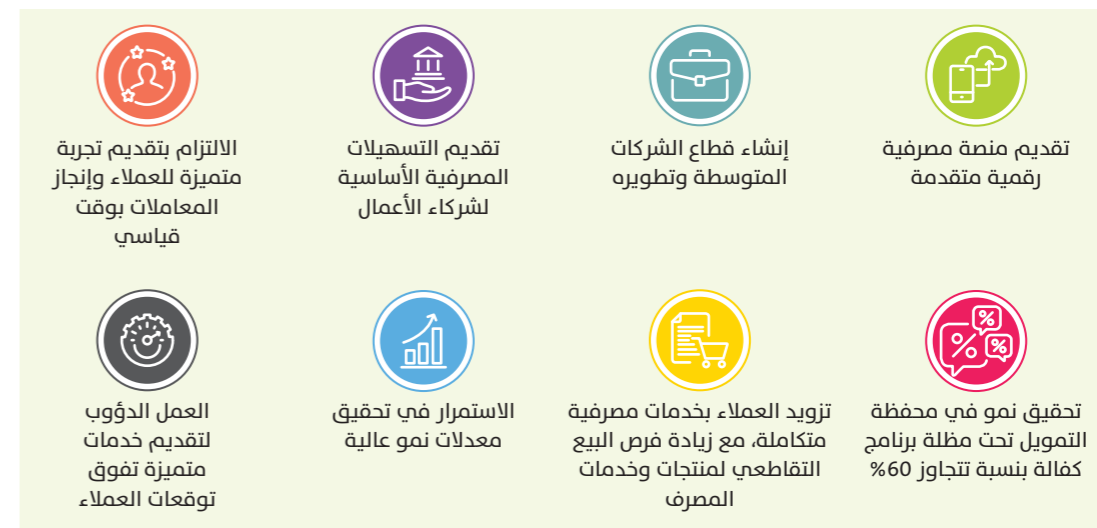 تقديم منصة مصرفية
رقمية متقدمة
إنشاء قطاع الشركات
المتوسطة وتطويره
تقديم التسهيلات
المصرفية الأساسية
لشركاء الأعمال
الالتزام بتقديم تجربة
متميزة للعملاء وإنجاز
المعاملات بوقت
قياسي
تحقيق نمو في محفظة
التمويل تحت مظلة برنامج
كفالة بنسبة تتجاوز 60%
تزويد العملاء بخدمات مصرفية
متكاملة، مع زيادة فرص البيع
التقاطعي لمنتجات وخدمات
المصرف
الاستمرار في تحقيق
معدلات نمو عالية
العمل الدؤوب
لتقديم خدمات
متميزة تفوق
توقعات العملاء